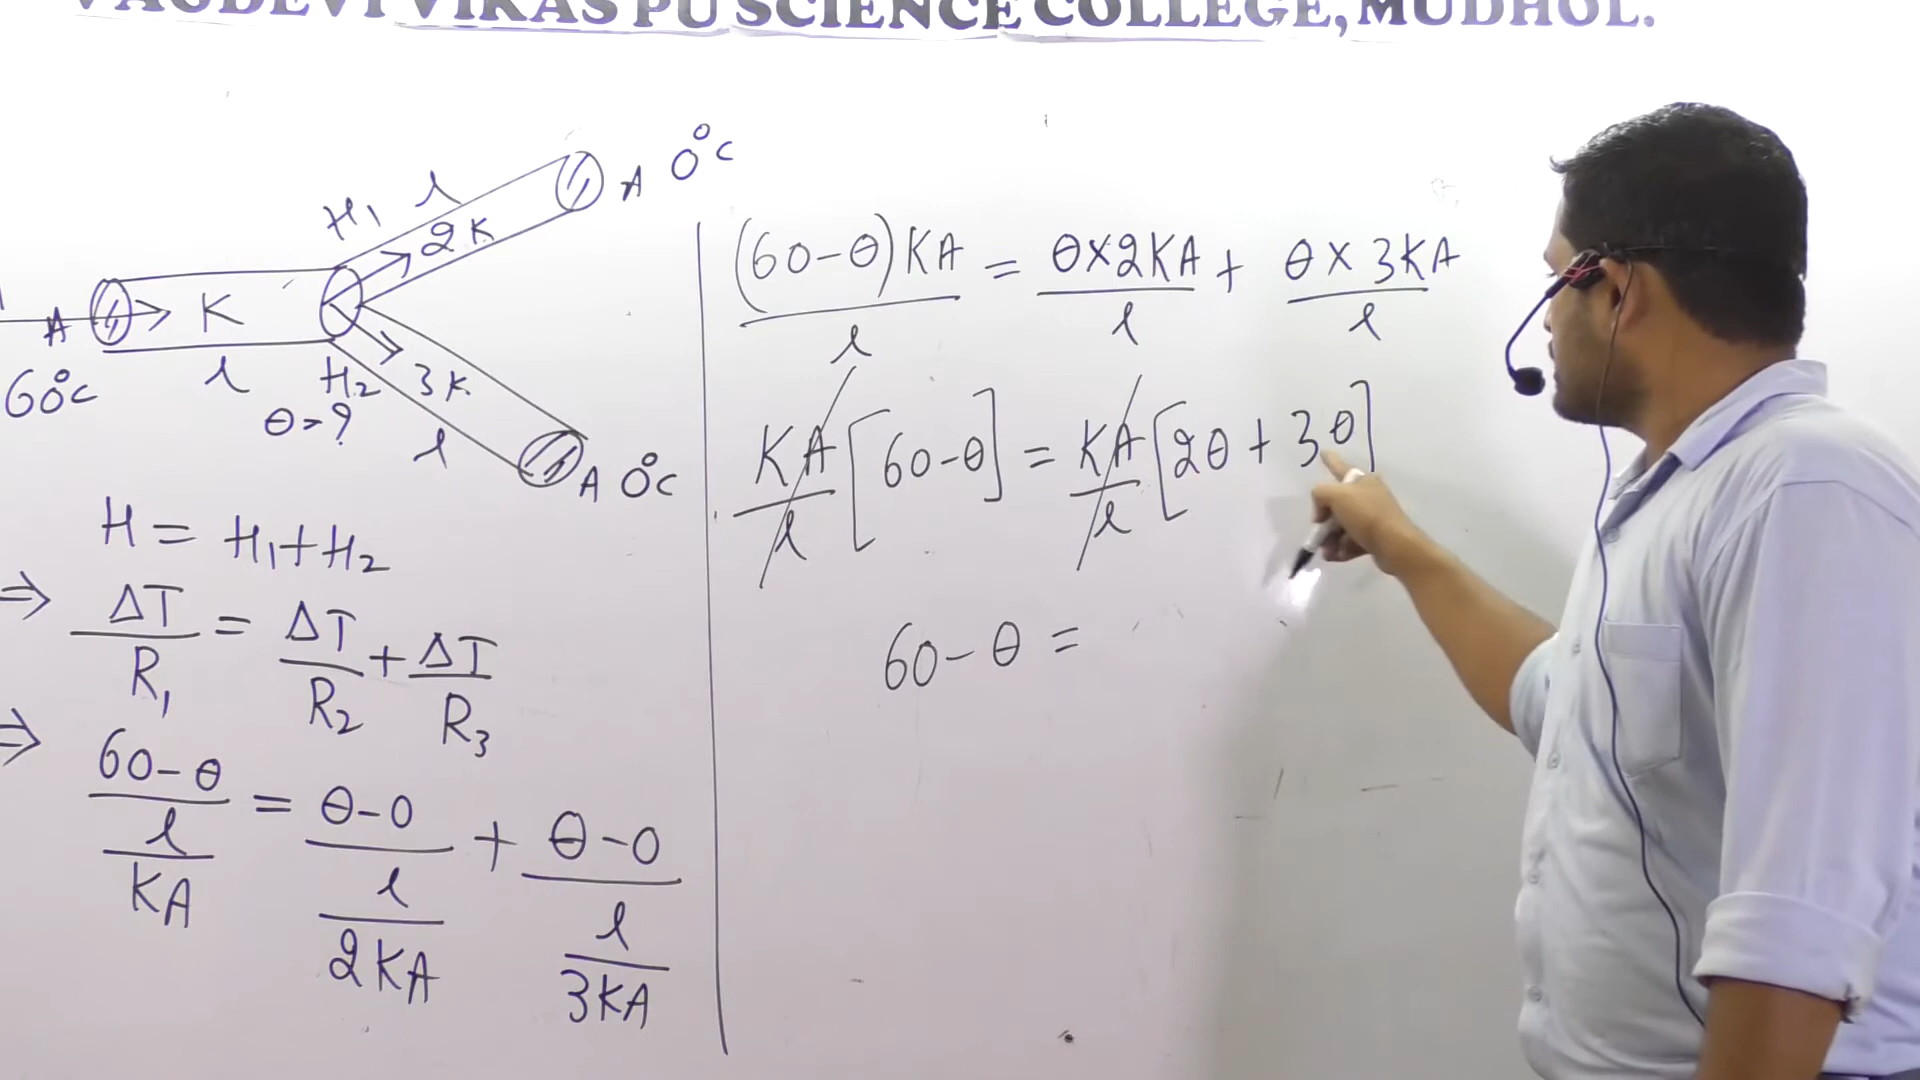 VAGDEVI VIKAS PU SCIENCE COLLEGE, MUDHOL.
A 0°C
H₁ l
2K
A K
60°C
l
H₂ 3K
θ = ?
l
A 0°C
H = H₁ + H₂
⇒ ΔT/R₁ = ΔT/R₂ + ΔT/R₃
⇒ (60-θ)/(l/KA) = (θ-0)/(l/2KA) + (θ-0)/(l/3KA)
(60-θ)KA/l = θ×2KA/l + θ×3KA/l
KA/l [60-θ] = KA/l [2θ+3θ]
60-θ =